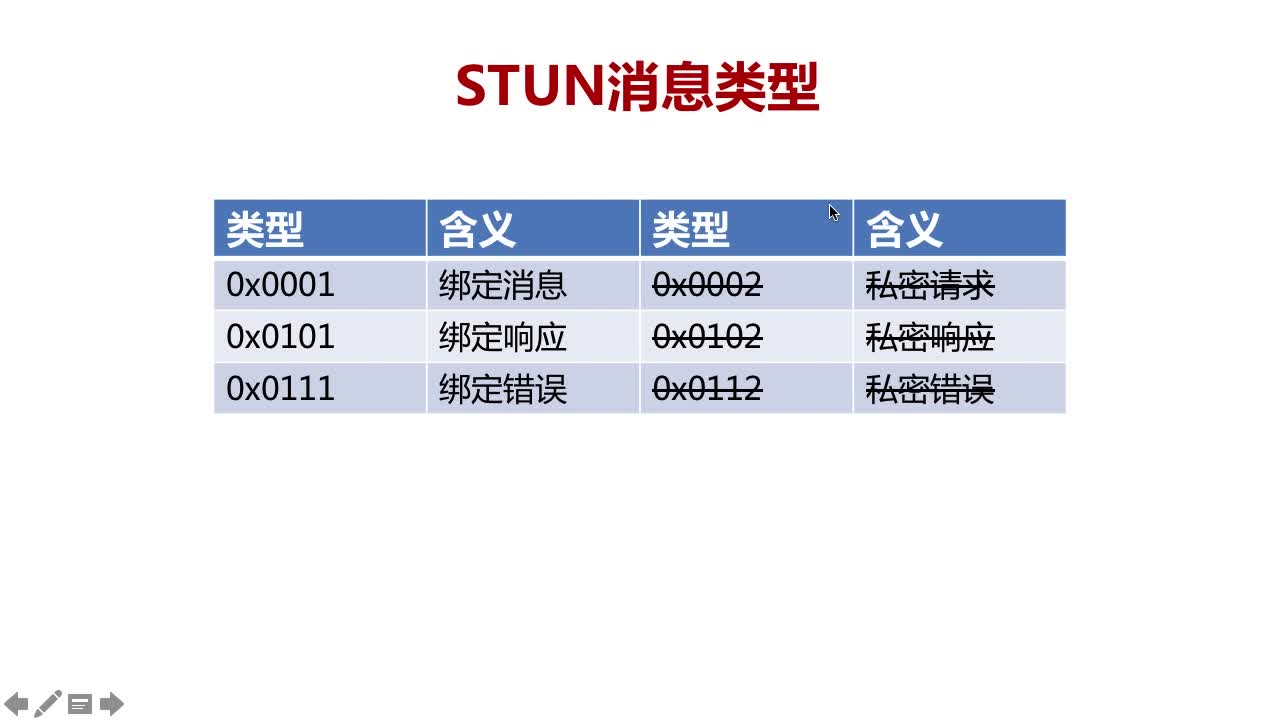 STUN消息类型
类型 含义 类型 含义
0x0001 绑定消息 0x0002 私密请求
0x0101 绑定响应 0x0102 私密响应
0x0111 绑定错误 0x0112 私密错误